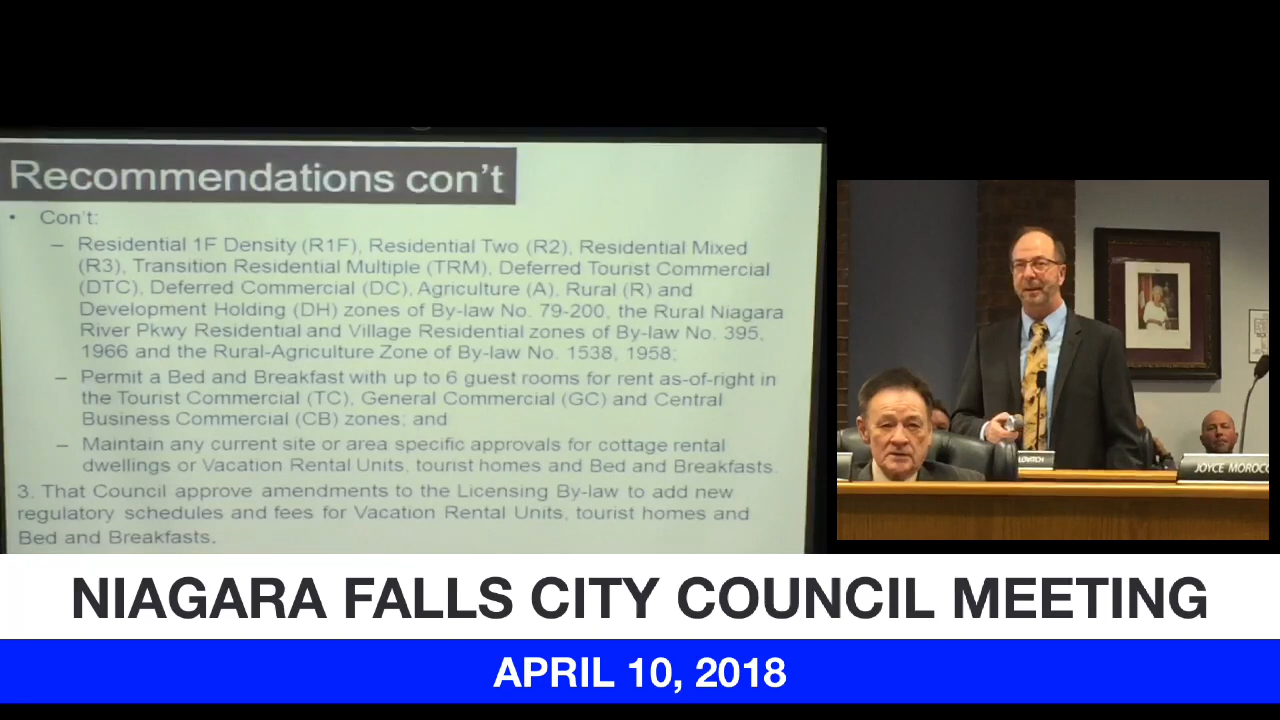 Recommendations con't
• Con't:
– Residential 1F Density (R1F), Residential Two (R2), Residential Mixed
(R3), Transition Residential Multiple (TRM), Deferred Tourist Commercial
(DTC), Deferred Commercial (DC), Agriculture (A), Rural (R) and
Development Holding (DH) zones of By-law No. 79-200, the Rural Niagara
River Pkwy Residential and Village Residential zones of By-law No. 395,
1966 and the Rural-Agriculture Zone of By-law No. 1538, 1958;
– Permit a Bed and Breakfast with up to 6 guest rooms for rent as-of-right in
the Tourist Commercial (TC), General Commercial (GC) and Central
Business Commercial (CB) zones; and
– Maintain any current site or area specific approvals for cottage rental
dwellings or Vacation Rental Units, tourist homes and Bed and Breakfasts.
3. That Council approve amendments to the Licensing By-law to add new
regulatory schedules and fees for Vacation Rental Units, tourist homes and
Bed and Breakfasts.
LOVITCH
JOYCE MOROCC
NIAGARA FALLS CITY COUNCIL MEETING
APRIL 10, 2018